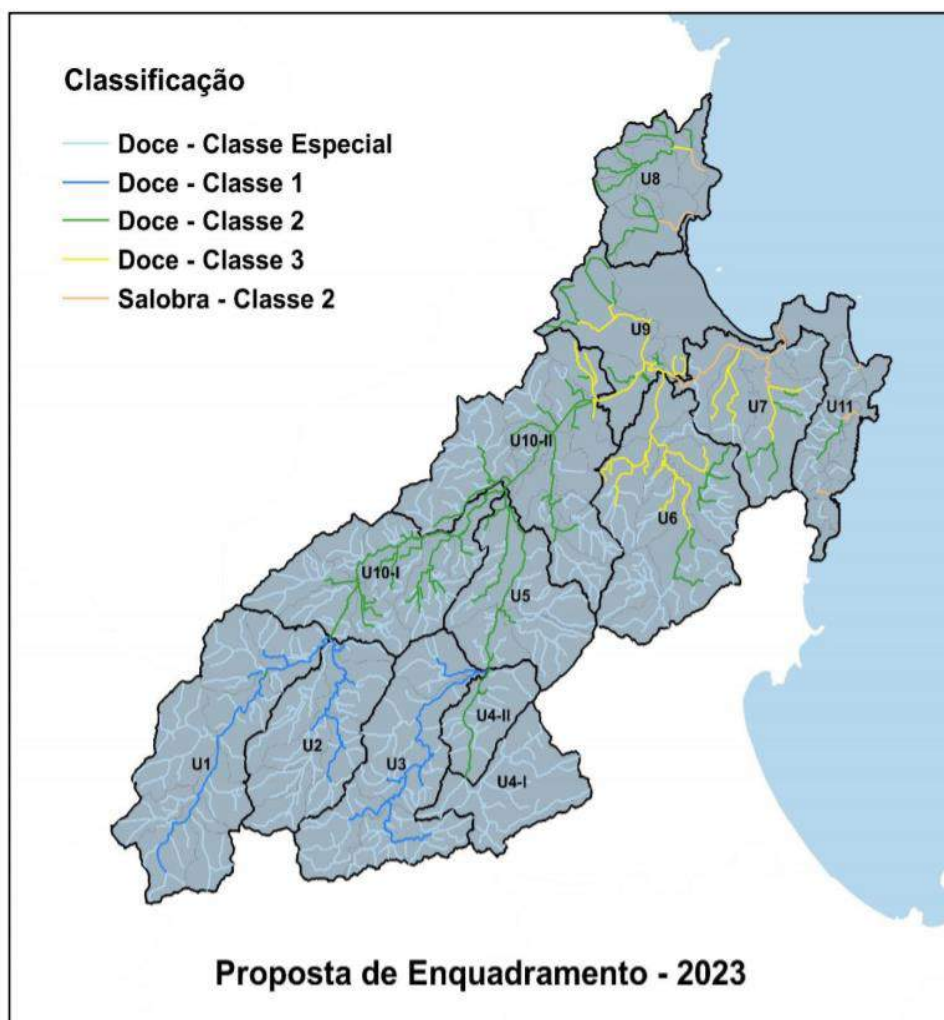 Classificação
Doce - Classe Especial
Doce - Classe 1
Doce - Classe 2
Doce - Classe 3
Salobra - Classe 2
U8
U9
U7
U11
U10-II
U6
U10-I
U5
U4-II
U2
U3
U1
U4-I
Proposta de Enquadramento - 2023